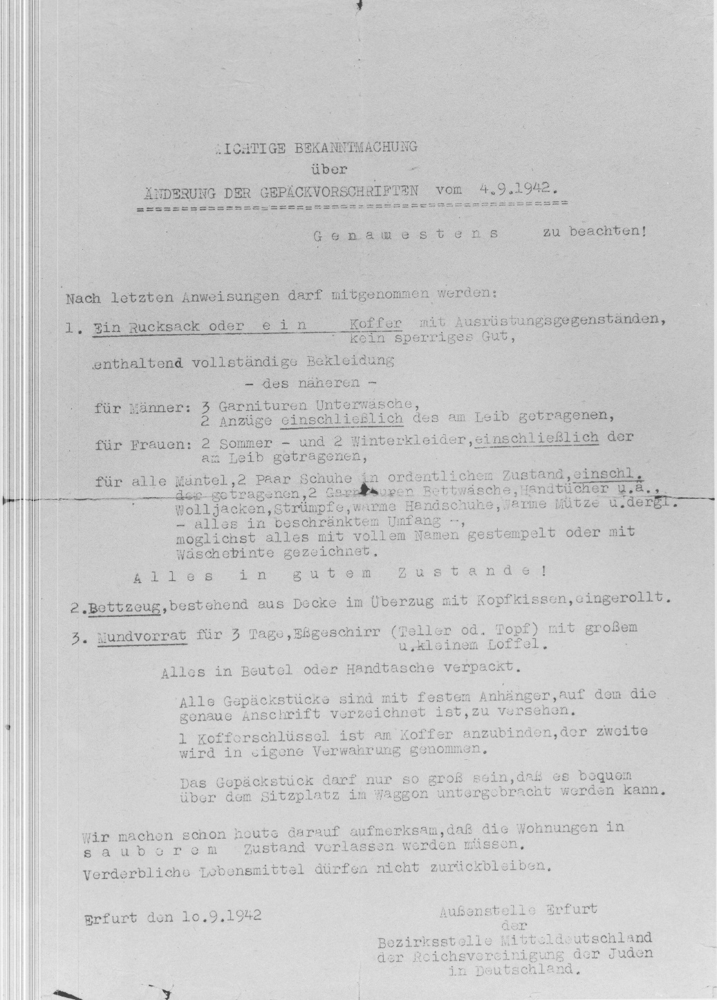 WICHTIGE BEKANNTMACHUNG
über
ÄNDERUNG DER GEPÄCKVORSCHRIFTEN vom 4.9.1942.
================================================
G e n a u e s t e n s zu beachten!
Nach letzten Anweisungen darf mitgenommen werden:
1. Ein Rucksack oder e i n Koffer mit Ausrüstungsgegenständen,
kein sperriges Gut,
enthaltend vollständige Bekleidung
- des näheren -
für Männer: 3 Garnituren Unterwäsche,
2 Anzüge einschließlich des am Leib getragenen,
für Frauen: 2 Sommer - und 2 Winterkleider,einschließlich der
am Leib getragenen,
für alle Mäntel,2 Paar Schuhe in ordentlichem Zustand,einschl.
der getragenen,2 Garnituren Bettwäsche,Handtücher u.ä.,
Wolljacken,Strümpfe,warme Handschuhe,warme Mütze u.dergl.
- alles in beschränktem Umfang -,
möglichst alles mit vollem Namen gestempelt oder mit
Wäschetinte gezeichnet.
A l l e s i n g u t e m Z u s t a n d e !
2.Bettzeug,bestehend aus Decke im Überzug mit Kopfkissen,eingerollt.
3. Mundvorrat für 3 Tage,Eßgeschirr (Teller od. Topf) mit großem
u.kleinem Löffel.
Alles in Beutel oder Handtasche verpackt.
Alle Gepäckstücke sind mit festem Anhänger,auf dem die
genaue Anschrift verzeichnet ist,zu versehen.
1 Kofferschlüssel ist am Koffer anzubinden,der zweite
wird in eigene Verwahrung genommen.
Das Gepäckstück darf nur so groß sein,daß es bequem
über dem Sitzplatz im Waggon untergebracht werden kann.
Wir machen schon heute darauf aufmerksam,daß die Wohnungen in
s a u b e r e m Zustand verlassen werden müssen.
Verderbliche Lebensmittel dürfen nicht zurückbleiben.
Erfurt den 1o.9.1942
Außenstelle Erfurt
der
Bezirksstelle Mitteldeutschland
der Reichsvereinigung der Juden
in Deutschland.